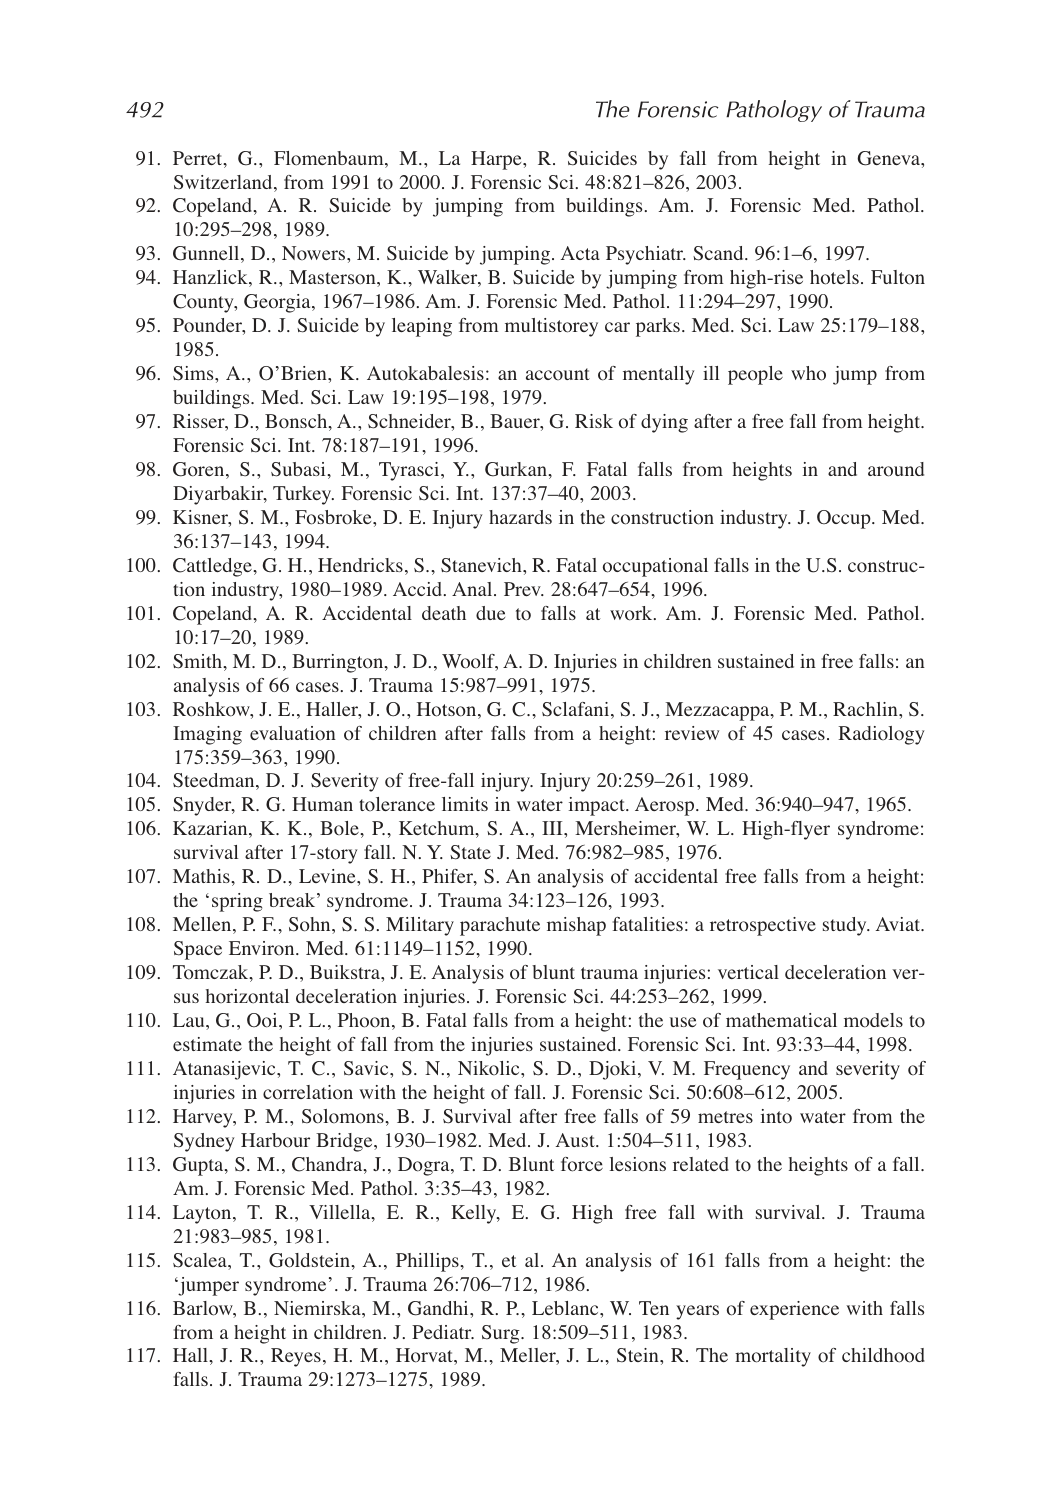 492 The Forensic Pathology of Trauma
91. Perret, G., Flomenbaum, M., La Harpe, R. Suicides by fall from height in Geneva,
Switzerland, from 1991 to 2000. J. Forensic Sci. 48:821–826, 2003.
92. Copeland, A. R. Suicide by jumping from buildings. Am. J. Forensic Med. Pathol.
10:295–298, 1989.
93. Gunnell, D., Nowers, M. Suicide by jumping. Acta Psychiatr. Scand. 96:1–6, 1997.
94. Hanzlick, R., Masterson, K., Walker, B. Suicide by jumping from high-rise hotels. Fulton
County, Georgia, 1967–1986. Am. J. Forensic Med. Pathol. 11:294–297, 1990.
95. Pounder, D. J. Suicide by leaping from multistorey car parks. Med. Sci. Law 25:179–188,
1985.
96. Sims, A., O’Brien, K. Autokabalesis: an account of mentally ill people who jump from
buildings. Med. Sci. Law 19:195–198, 1979.
97. Risser, D., Bonsch, A., Schneider, B., Bauer, G. Risk of dying after a free fall from height.
Forensic Sci. Int. 78:187–191, 1996.
98. Goren, S., Subasi, M., Tyrasci, Y., Gurkan, F. Fatal falls from heights in and around
Diyarbakir, Turkey. Forensic Sci. Int. 137:37–40, 2003.
99. Kisner, S. M., Fosbroke, D. E. Injury hazards in the construction industry. J. Occup. Med.
36:137–143, 1994.
100. Cattledge, G. H., Hendricks, S., Stanevich, R. Fatal occupational falls in the U.S. construc-
tion industry, 1980–1989. Accid. Anal. Prev. 28:647–654, 1996.
101. Copeland, A. R. Accidental death due to falls at work. Am. J. Forensic Med. Pathol.
10:17–20, 1989.
102. Smith, M. D., Burrington, J. D., Woolf, A. D. Injuries in children sustained in free falls: an
analysis of 66 cases. J. Trauma 15:987–991, 1975.
103. Roshkow, J. E., Haller, J. O., Hotson, G. C., Sclafani, S. J., Mezzacappa, P. M., Rachlin, S.
Imaging evaluation of children after falls from a height: review of 45 cases. Radiology
175:359–363, 1990.
104. Steedman, D. J. Severity of free-fall injury. Injury 20:259–261, 1989.
105. Snyder, R. G. Human tolerance limits in water impact. Aerosp. Med. 36:940–947, 1965.
106. Kazarian, K. K., Bole, P., Ketchum, S. A., III, Mersheimer, W. L. High-flyer syndrome:
survival after 17-story fall. N. Y. State J. Med. 76:982–985, 1976.
107. Mathis, R. D., Levine, S. H., Phifer, S. An analysis of accidental free falls from a height:
the ‘spring break’ syndrome. J. Trauma 34:123–126, 1993.
108. Mellen, P. F., Sohn, S. S. Military parachute mishap fatalities: a retrospective study. Aviat.
Space Environ. Med. 61:1149–1152, 1990.
109. Tomczak, P. D., Buikstra, J. E. Analysis of blunt trauma injuries: vertical deceleration ver-
sus horizontal deceleration injuries. J. Forensic Sci. 44:253–262, 1999.
110. Lau, G., Ooi, P. L., Phoon, B. Fatal falls from a height: the use of mathematical models to
estimate the height of fall from the injuries sustained. Forensic Sci. Int. 93:33–44, 1998.
111. Atanasijevic, T. C., Savic, S. N., Nikolic, S. D., Djoki, V. M. Frequency and severity of
injuries in correlation with the height of fall. J. Forensic Sci. 50:608–612, 2005.
112. Harvey, P. M., Solomons, B. J. Survival after free falls of 59 metres into water from the
Sydney Harbour Bridge, 1930–1982. Med. J. Aust. 1:504–511, 1983.
113. Gupta, S. M., Chandra, J., Dogra, T. D. Blunt force lesions related to the heights of a fall.
Am. J. Forensic Med. Pathol. 3:35–43, 1982.
114. Layton, T. R., Villella, E. R., Kelly, E. G. High free fall with survival. J. Trauma
21:983–985, 1981.
115. Scalea, T., Goldstein, A., Phillips, T., et al. An analysis of 161 falls from a height: the
‘jumper syndrome’. J. Trauma 26:706–712, 1986.
116. Barlow, B., Niemirska, M., Gandhi, R. P., Leblanc, W. Ten years of experience with falls
from a height in children. J. Pediatr. Surg. 18:509–511, 1983.
117. Hall, J. R., Reyes, H. M., Horvat, M., Meller, J. L., Stein, R. The mortality of childhood
falls. J. Trauma 29:1273–1275, 1989.